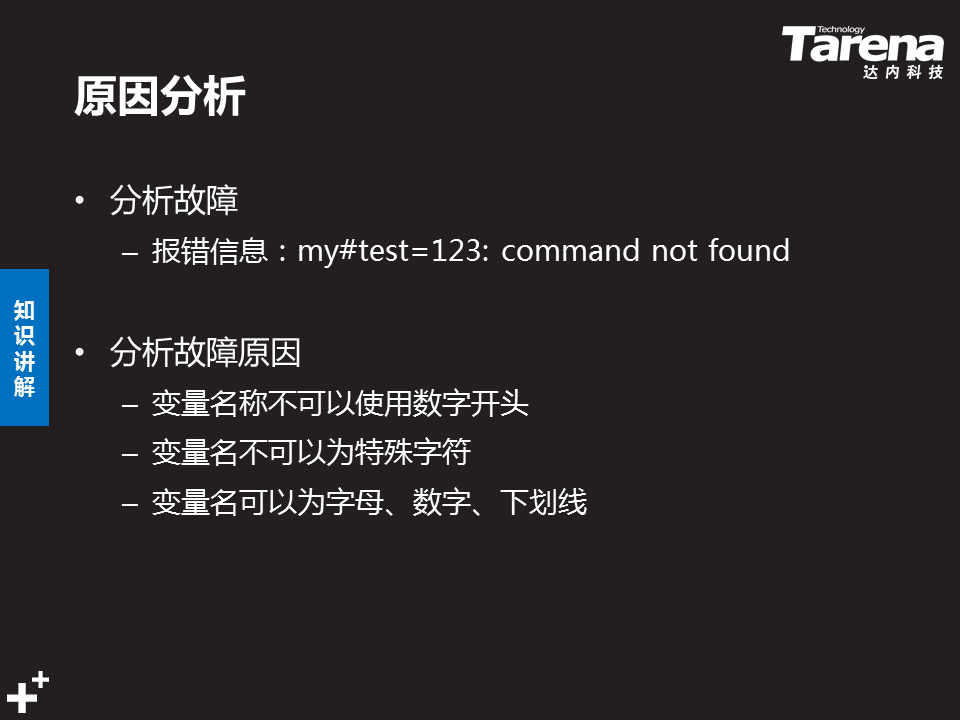 Technology
Tarena
达内科技
原因分析
• 分析故障
– 报错信息：my#test=123: command not found
知识讲解
• 分析故障原因
– 变量名称不可以使用数字开头
– 变量名不可以为特殊字符
– 变量名可以为字母、数字、下划线